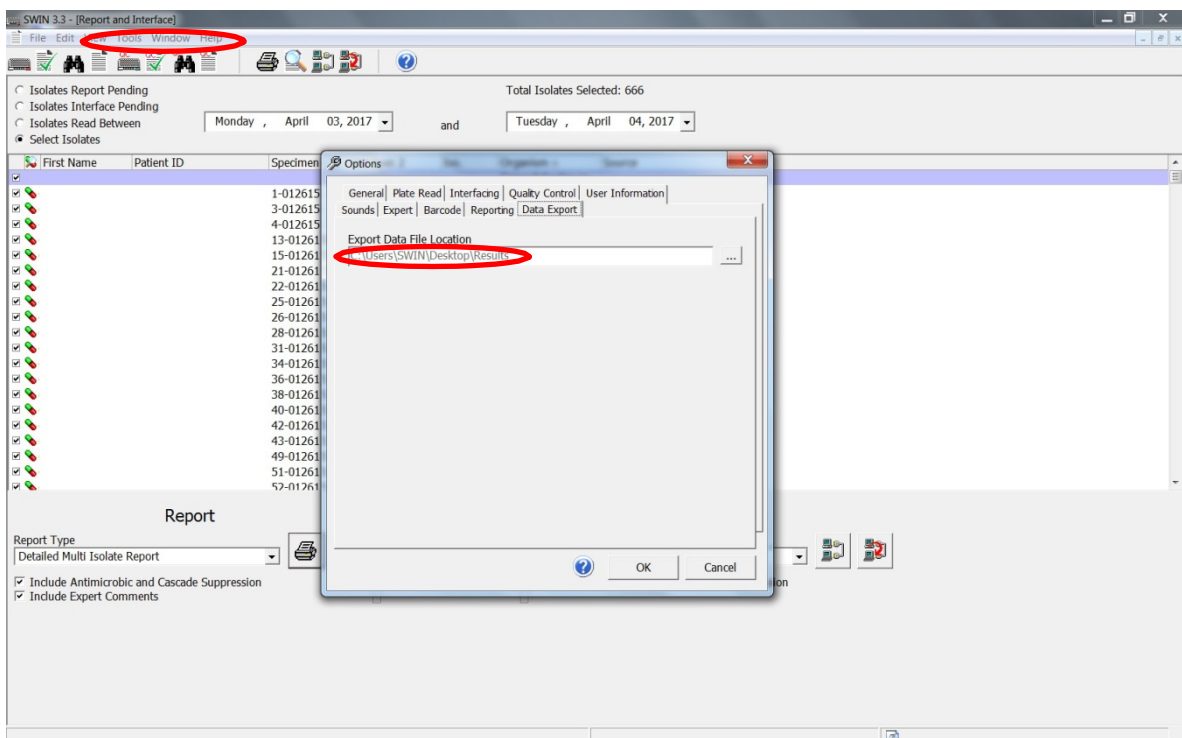 SWIN 3.3 - [Report and Interface]
File Edit View Tools Window Help
Isolates Report Pending
Total Isolates Selected: 666
Isolates Interface Pending
Isolates Read Between
Monday , April 03, 2017 and Tuesday , April 04, 2017
Select Isolates
First Name Patient ID Specimen
1-012615
3-012615
4-012615
13-01261
15-01261
21-01261
22-01261
25-01261
26-01261
28-01261
31-01261
34-01261
36-01261
38-01261
40-01261
42-01261
43-01261
49-01261
51-01261
52-01261
Options
General Plate Read Interfacing Quality Control User Information
Sounds Expert Barcode Reporting Data Export
Export Data File Location
C:\Users\SWIN\Desktop\Results
...
OK Cancel
Report
Report Type
Detailed Multi Isolate Report
Include Antimicrobic and Cascade Suppression
Include Expert Comments